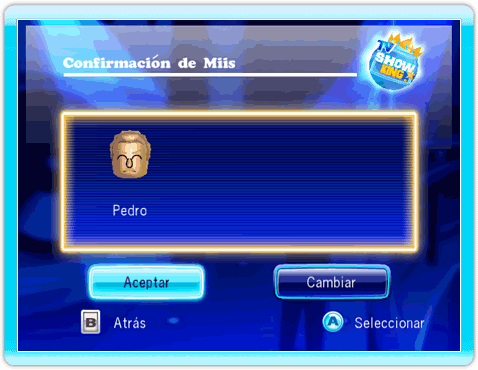 Confirmación de Miis
TV
SHOW
KING
Pedro
Aceptar
Cambiar
B Atrás
A Seleccionar